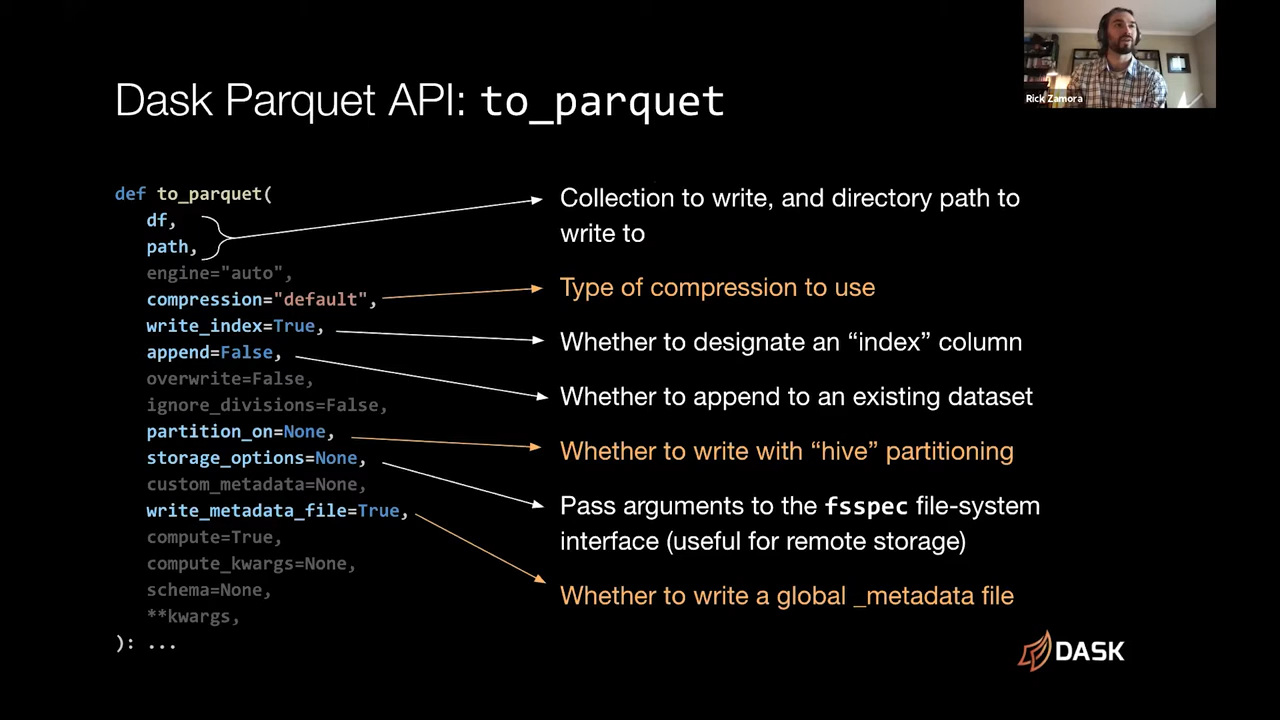 Rick Zamora
Dask Parquet API: to_parquet
def to_parquet(
df,
path,
engine="auto",
compression="default",
write_index=True,
append=False,
overwrite=False,
ignore_divisions=False,
partition_on=None,
storage_options=None,
custom_metadata=None,
write_metadata_file=True,
compute=True,
compute_kwargs=None,
schema=None,
**kwargs,
): ...
Collection to write, and directory path to
write to
Type of compression to use
Whether to designate an “index” column
Whether to append to an existing dataset
Whether to write with “hive” partitioning
Pass arguments to the fsspec file-system
interface (useful for remote storage)
Whether to write a global _metadata file
DASK